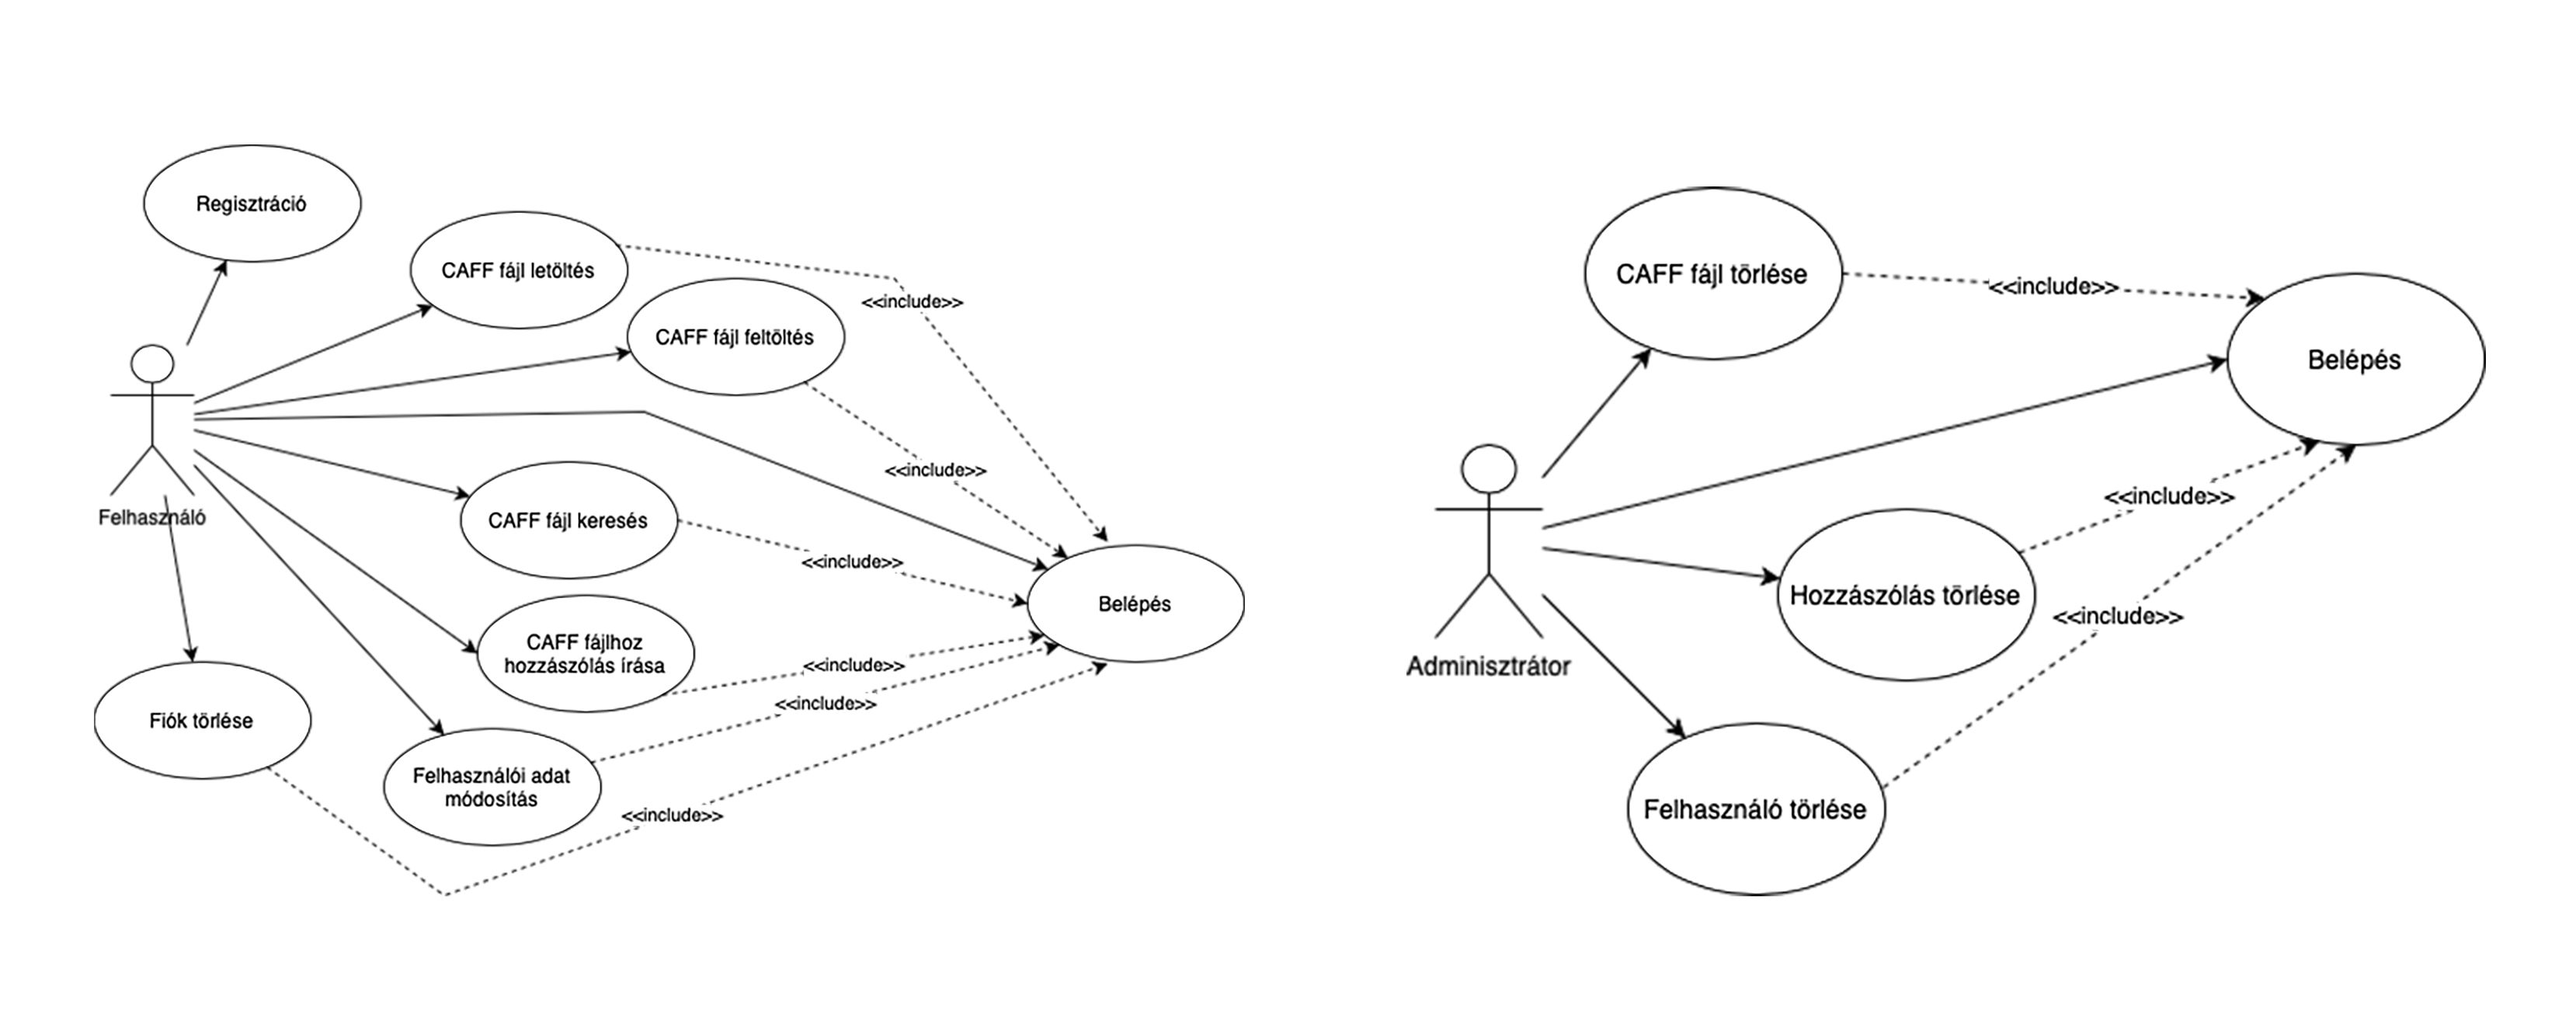 Regisztráció
CAFF fájl letöltés
<<include>>
CAFF fájl feltöltés
<<include>>
Felhasználó
CAFF fájl keresés
<<include>>
Belépés
CAFF fájlhoz
hozzászólás írása
<<include>>
<<include>>
Fiók törlése
Felhasználói adat
módosítás
<<include>>
CAFF fájl törlése
<<include>>
Belépés
<<include>>
Hozzászólás törlése
<<include>>
Adminisztrátor
Felhasználó törlése